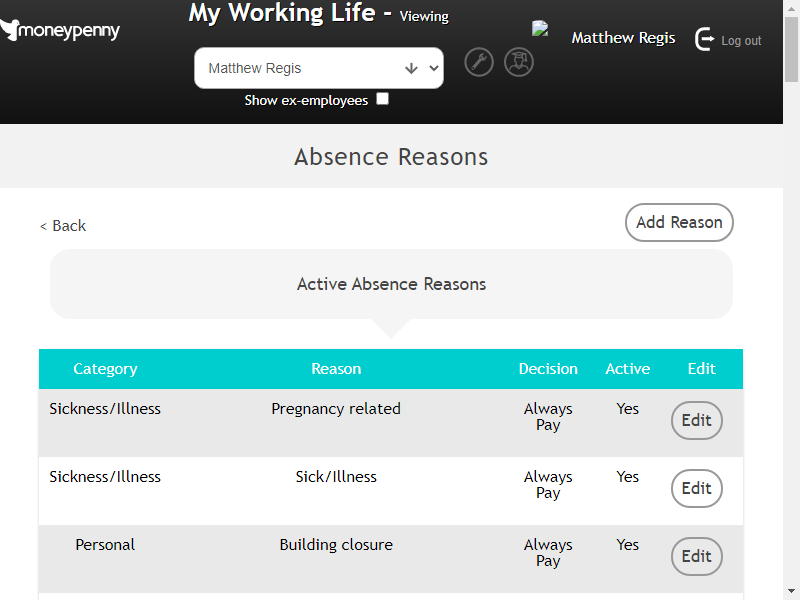 moneypenny
My Working Life - Viewing
Matthew Regis
Show ex-employees
Matthew Regis
Log out
Absence Reasons
< Back
Add Reason
Active Absence Reasons
Category Reason Decision Active Edit
Sickness/Illness Pregnancy related Always Pay Yes Edit
Sickness/Illness Sick/Illness Always Pay Yes Edit
Personal Building closure Always Pay Yes Edit